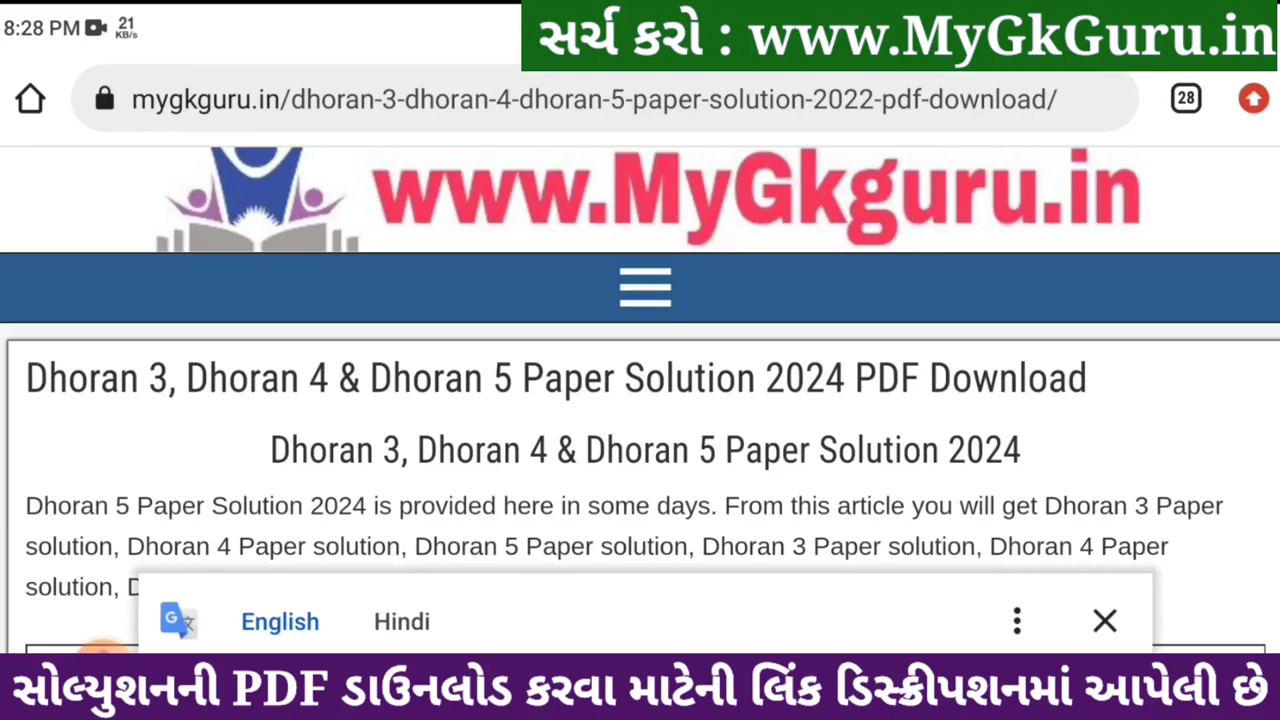 8:28 PM 21 KB/s
સર્ચ કરો : www.MyGkGuru.in
mygkguru.in/dhoran-3-dhoran-4-dhoran-5-paper-solution-2022-pdf-download/
28
www.MyGkguru.in
Dhoran 3, Dhoran 4 & Dhoran 5 Paper Solution 2024 PDF Download
Dhoran 3, Dhoran 4 & Dhoran 5 Paper Solution 2024
Dhoran 5 Paper Solution 2024 is provided here in some days. From this article you will get Dhoran 3 Paper
solution, Dhoran 4 Paper solution, Dhoran 5 Paper solution, Dhoran 3 Paper solution, Dhoran 4 Paper
solution,
English Hindi
સોલ્યુશનની PDF ડાઉનલોડ કરવા માટેની લિંક ડિસ્ક્રીપશનમાં આપેલી છે